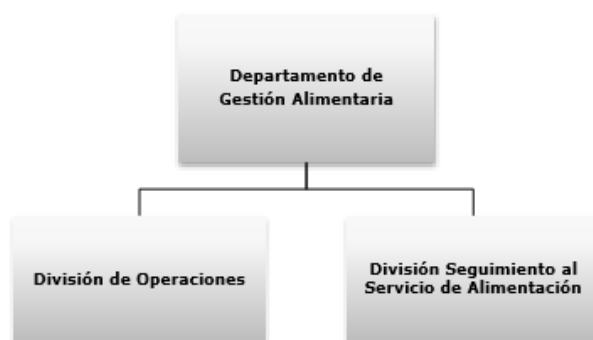 Departamento de
Gestión Alimentaria
División de Operaciones
División Seguimiento al
Servicio de Alimentación